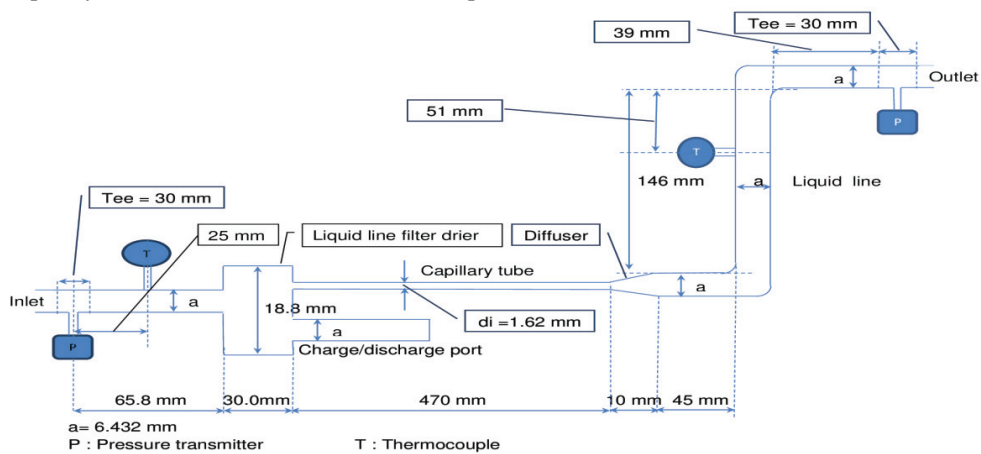 39 mm
Tee = 30 mm
a
Outlet
P
51 mm
T
146 mm
a
Liquid line
Tee = 30 mm
25 mm
Liquid line filter drier
Diffuser
T
Capillary tube
Inlet
a
18.8 mm
a
di =1.62 mm
a
Charge/discharge port
P
65.8 mm
30.0mm
470 mm
10 mm
45 mm
a= 6.432 mm
P : Pressure transmitter
T : Thermocouple